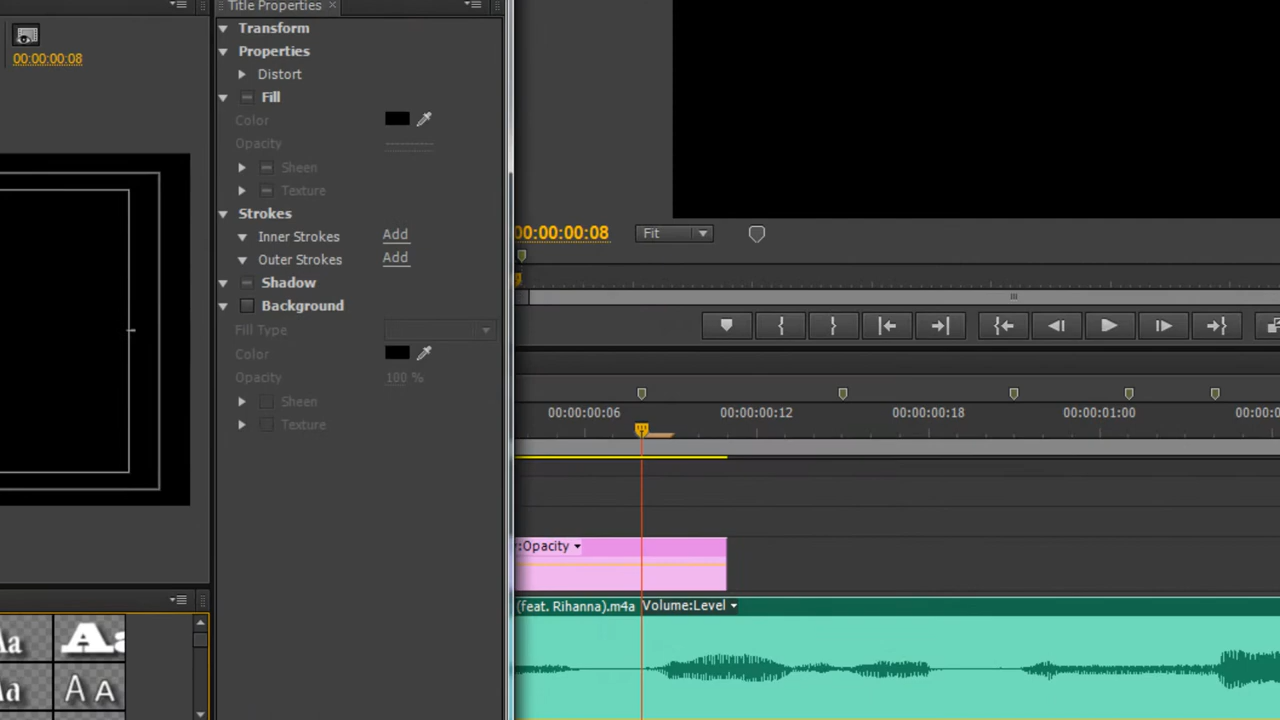 Title Properties ×
00:00:00:08
Transform
Properties
Distort
Fill
Color
Opacity
Sheen
Texture
Strokes
Inner Strokes Add
Outer Strokes Add
Shadow
Background
Fill Type
Color
Opacity 100 %
Sheen
Texture
Aa A
Aa A A
00:00:00:08 Fit
00:00:00:06 00:00:00:12 00:00:00:18 00:00:01:00 00:00:0
:Opacity
(feat. Rihanna).m4a Volume:Level